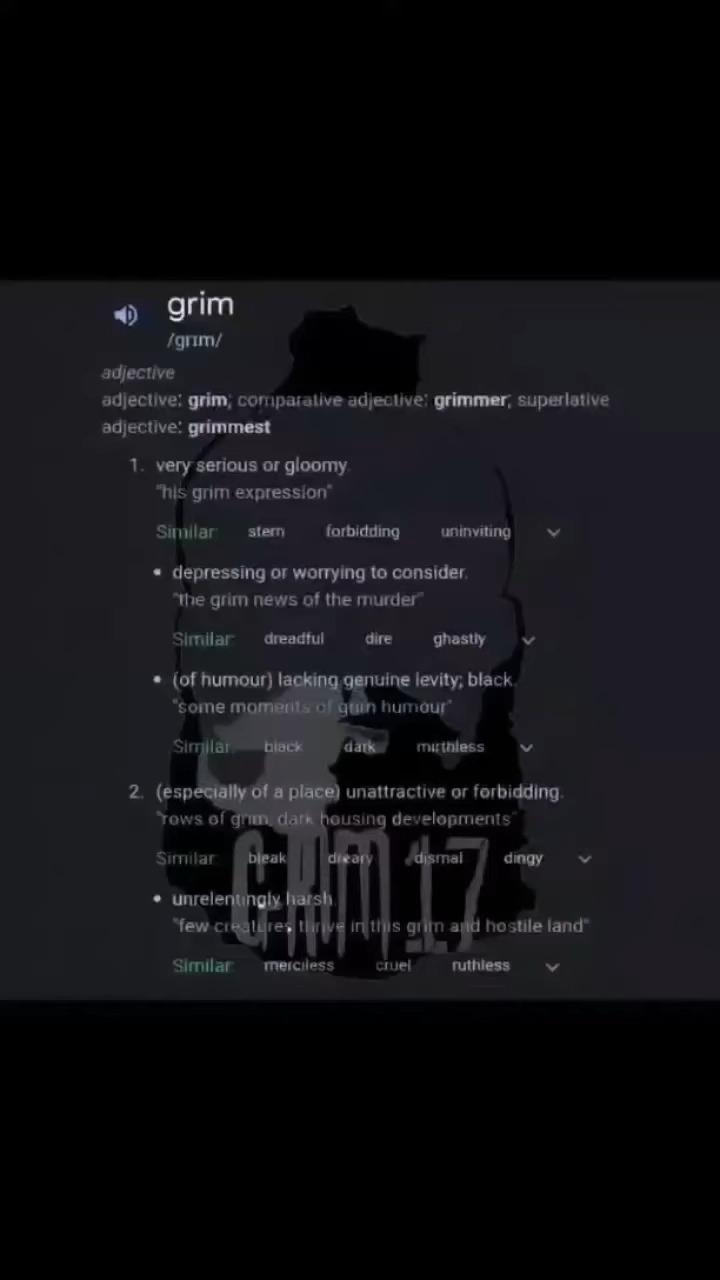 grim
/grɪm/
adjective
adjective: grim; comparative adjective: grimmer; superlative
adjective: grimmest
1. very serious or gloomy.
"his grim expression"
Similar: stern forbidding uninviting
• depressing or worrying to consider.
"the grim news of the murder"
Similar: dreadful dire ghastly
• (of humour) lacking genuine levity; black.
"some moments of grim humour"
Similar: black dark mirthless
2. (especially of a place) unattractive or forbidding.
"rows of grim, dark housing developments"
Similar: bleak dreary dismal dingy
GRIM 17
• unrelentingly harsh.
"few creatures thrive in this grim and hostile land"
Similar: merciless cruel ruthless